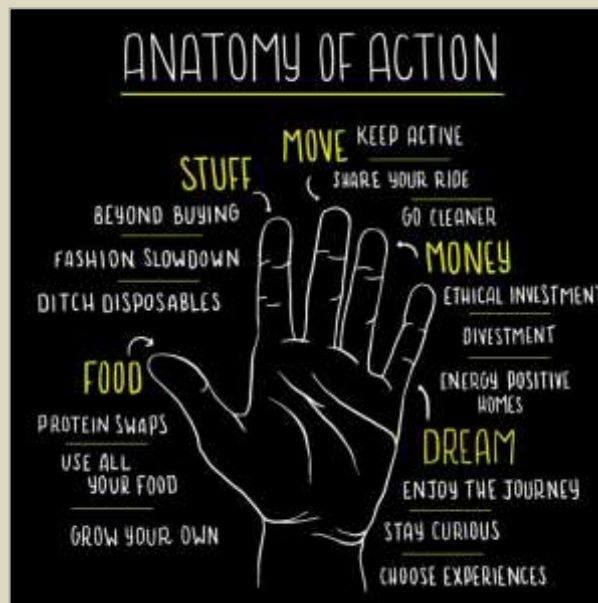 ANATOMY OF ACTION
FOOD
PROTEIN SWAPS
USE ALL
YOUR FOOD
GROW YOUR OWN
STUFF
BEYOND BUYING
FASHION SLOWDOWN
DITCH DISPOSABLES
MOVE
KEEP ACTIVE
SHARE YOUR RIDE
GO CLEANER
MONEY
ETHICAL INVESTMENT
DIVESTMENT
ENERGY POSITIVE
HOMES
DREAM
ENJOY THE JOURNEY
STAY CURIOUS
CHOOSE EXPERIENCES